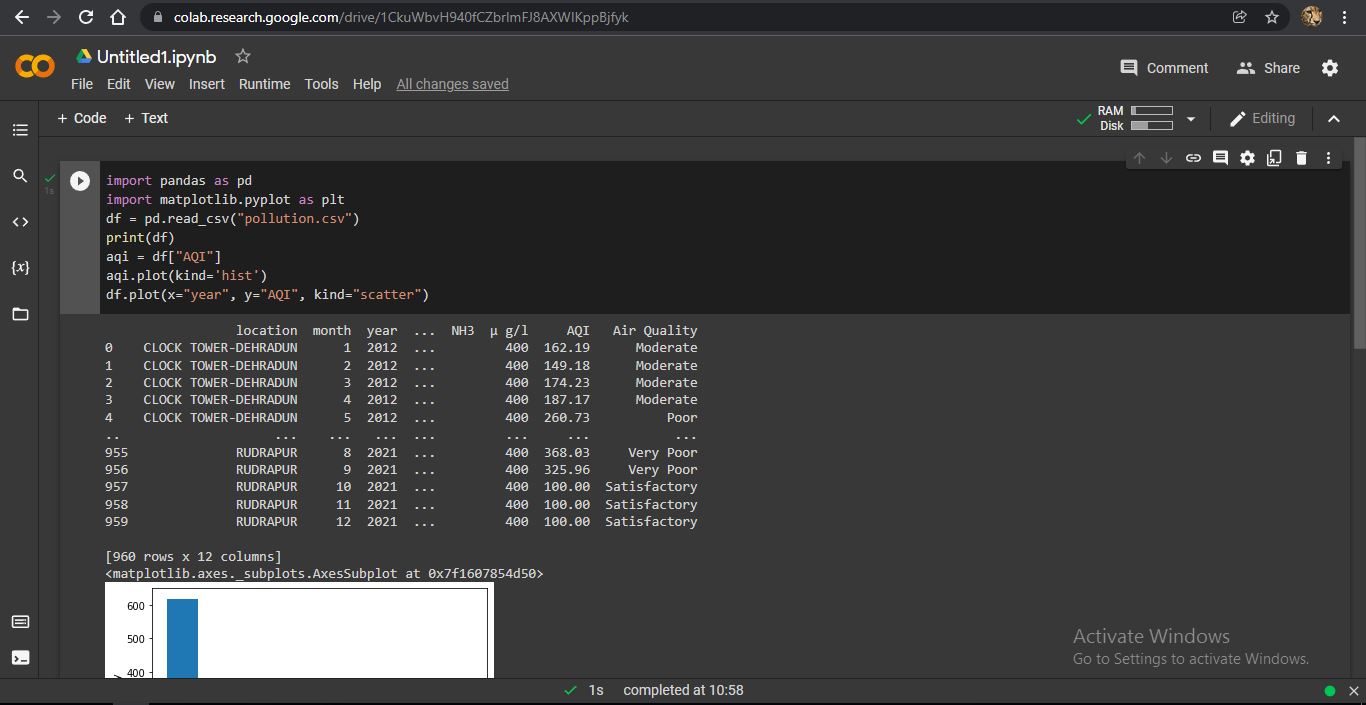 colab.research.google.com/drive/1CkuWbvH940fCZbrlmFJ8AXWIKppBjfyk
Untitled1.ipynb
File Edit View Insert Runtime Tools Help All changes saved
Comment Share
+ Code + Text
RAM
Disk
Editing
1s
import pandas as pd
import matplotlib.pyplot as plt
df = pd.read_csv("pollution.csv")
print(df)
aqi = df["AQI"]
aqi.plot(kind='hist')
df.plot(x="year", y="AQI", kind="scatter")
location month year ... NH3 µ g/l AQI Air Quality
0 CLOCK TOWER-DEHRADUN 1 2012 ... 400 162.19 Moderate
1 CLOCK TOWER-DEHRADUN 2 2012 ... 400 149.18 Moderate
2 CLOCK TOWER-DEHRADUN 3 2012 ... 400 174.23 Moderate
3 CLOCK TOWER-DEHRADUN 4 2012 ... 400 187.17 Moderate
4 CLOCK TOWER-DEHRADUN 5 2012 ... 400 260.73 Poor
.. ... ... ... ... ... ... ...
955 RUDRAPUR 8 2021 ... 400 368.03 Very Poor
956 RUDRAPUR 9 2021 ... 400 325.96 Very Poor
957 RUDRAPUR 10 2021 ... 400 100.00 Satisfactory
958 RUDRAPUR 11 2021 ... 400 100.00 Satisfactory
959 RUDRAPUR 12 2021 ... 400 100.00 Satisfactory
[960 rows x 12 columns]
<matplotlib.axes._subplots.AxesSubplot at 0x7f1607854d50>
600
500
400
Activate Windows
Go to Settings to activate Windows.
1s completed at 10:58